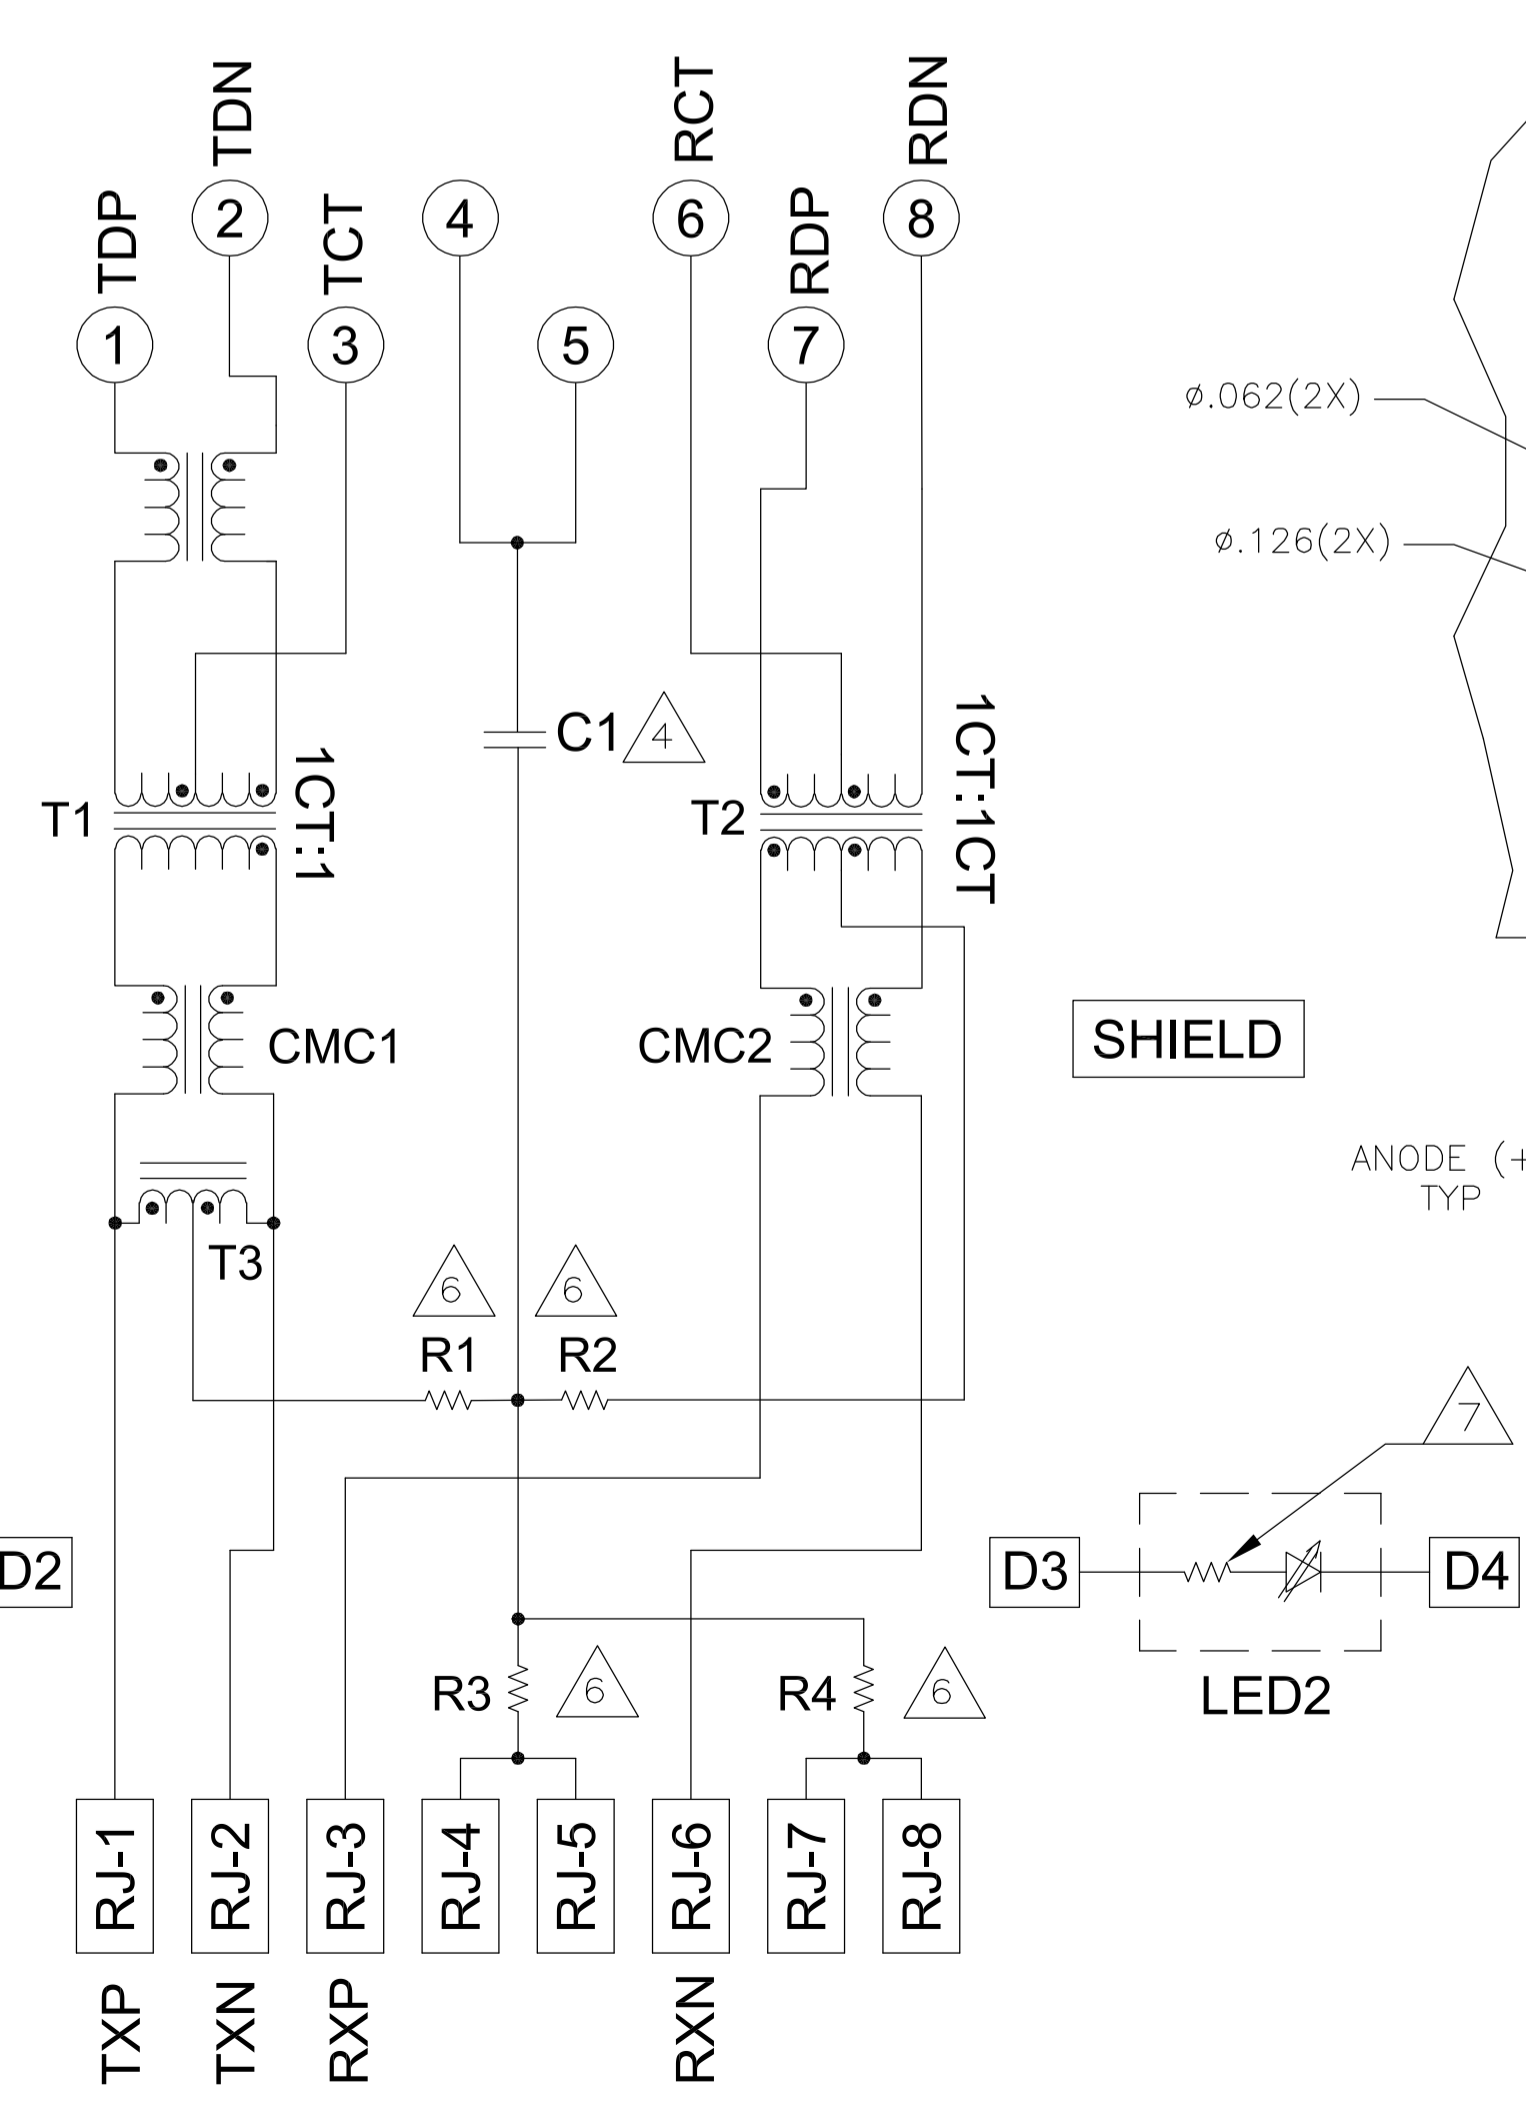 TDP
TDN
TCT
RCT
RDP
RDN
1
2
3
4
5
6
7
8
ø.062(2X)
ø.126(2X)
C1
4
T1
1CT:1
T2
1CT:1CT
CMC1
CMC2
SHIELD
ANODE (+
TYP
T3
6
6
R1
R2
7
D2
D3
D4
LED2
R3
6
R4
6
RJ-1
RJ-2
RJ-3
RJ-4
RJ-5
RJ-6
RJ-7
RJ-8
TXP
TXN
RXP
RXN